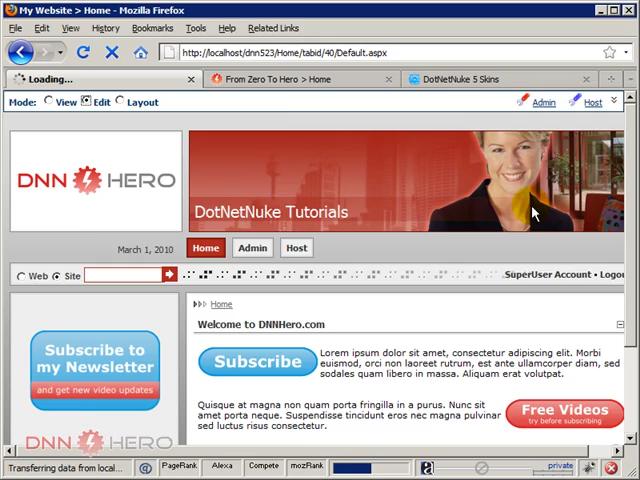 My Website > Home - Mozilla Firefox
File Edit View History Bookmarks Tools Help Related Links
http://localhost/dnn523/Home/tabid/40/Default.aspx
Loading... From Zero To Hero > Home DotNetNuke 5 Skins
Mode: View Edit Layout Admin Host
DNN HERO
DotNetNuke Tutorials
March 1, 2010 Home Admin Host
Web Site SuperUser Account • Logou
Home
Welcome to DNNHero.com
Subscribe to
my Newsletter
and get new video updates
Subscribe
Lorem ipsum dolor sit amet, consectetur adipiscing elit. Morbi
euismod, orci non laoreet rutrum, est ante ullamcorper diam, sed
sodales quam libero in massa. Aliquam erat volutpat.
Quisque at magna non quam porta fringilla in a purus. Nunc sit
amet porta neque. Suspendisse tincidunt eros nec magna pulvinar
sed luctus risus consectetur.
Free Videos
try before subscribing
DNN HERO
Transferring data from local... PageRank Alexa Compete mozRank private